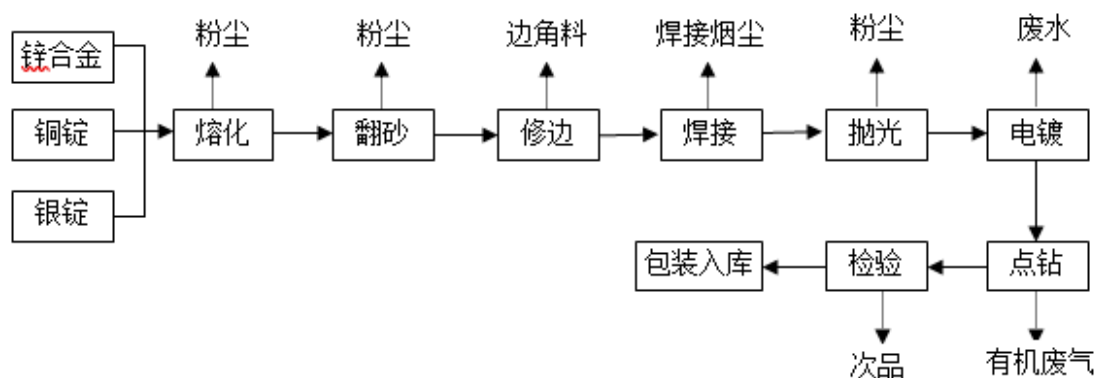 粉尘 粉尘 边角料 焊接烟尘 粉尘 废水
锌合金
铜锭 熔化 翻砂 修边 焊接 抛光 电镀
银锭
包装入库 检验 点钻
次品 有机废气